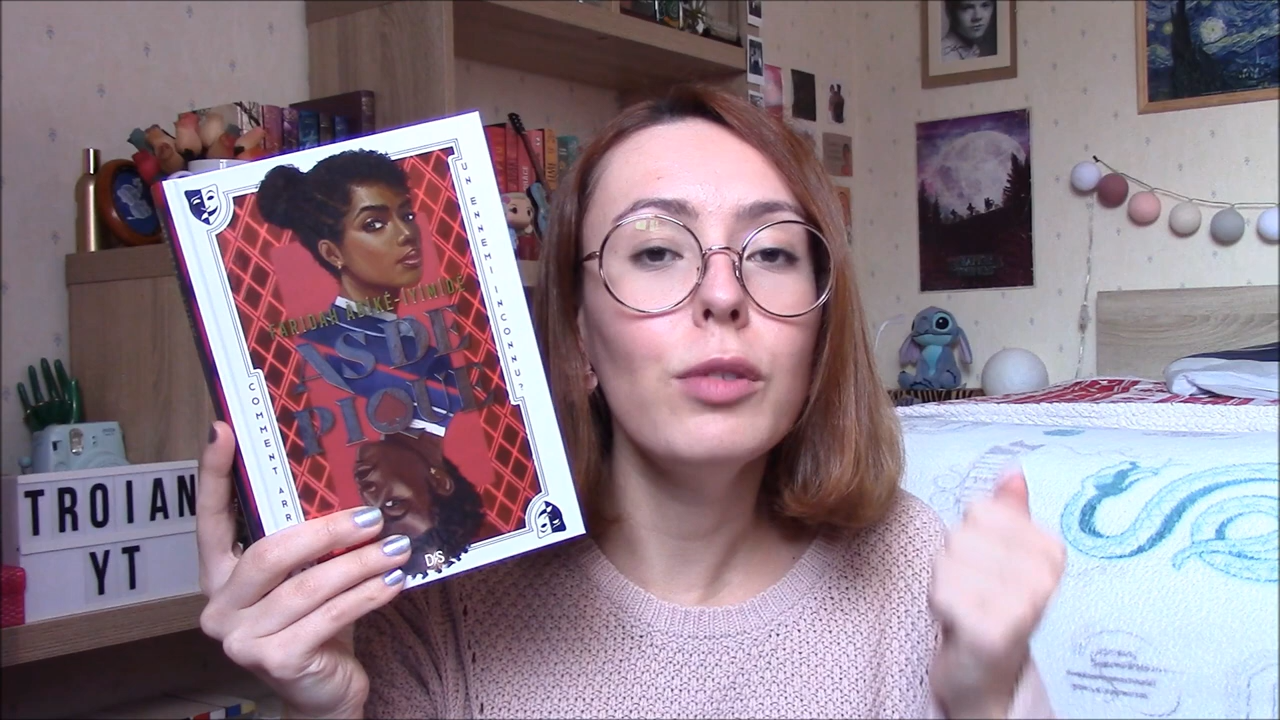 FARIDAH ÀBÍKÉ-ÍYÍMÍDÉ
AS DE
PIQUE
COMMENT ARR
UN ENNEMI INCONNU?
D&S
TROIAN
YT